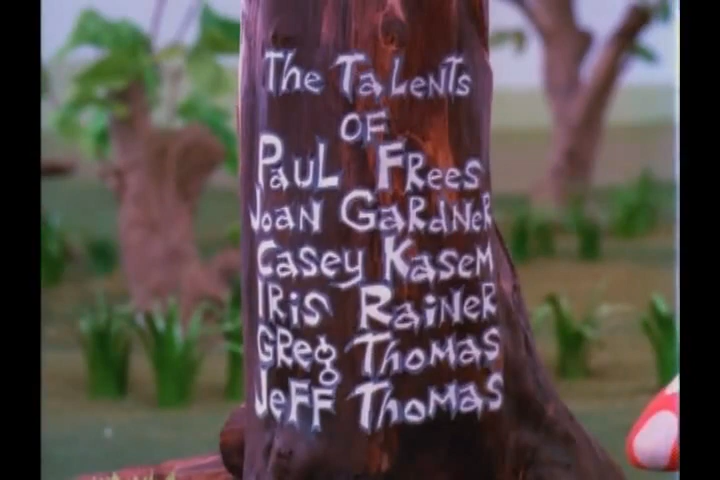 The Talents
of
Paul Frees
Joan Gardner
Casey Kasem
Iris Rainer
Greg Thomas
Jeff Thomas